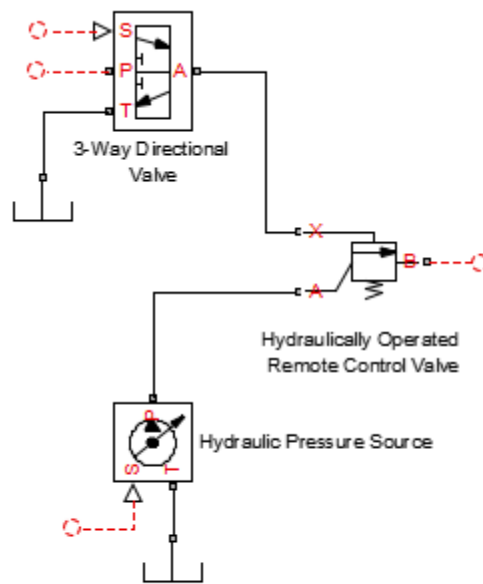 S
P
A
T
3-Way Directional
Valve
X
B
A
Hydraulically Operated
Remote Control Valve
P
S
T
Hydraulic Pressure Source